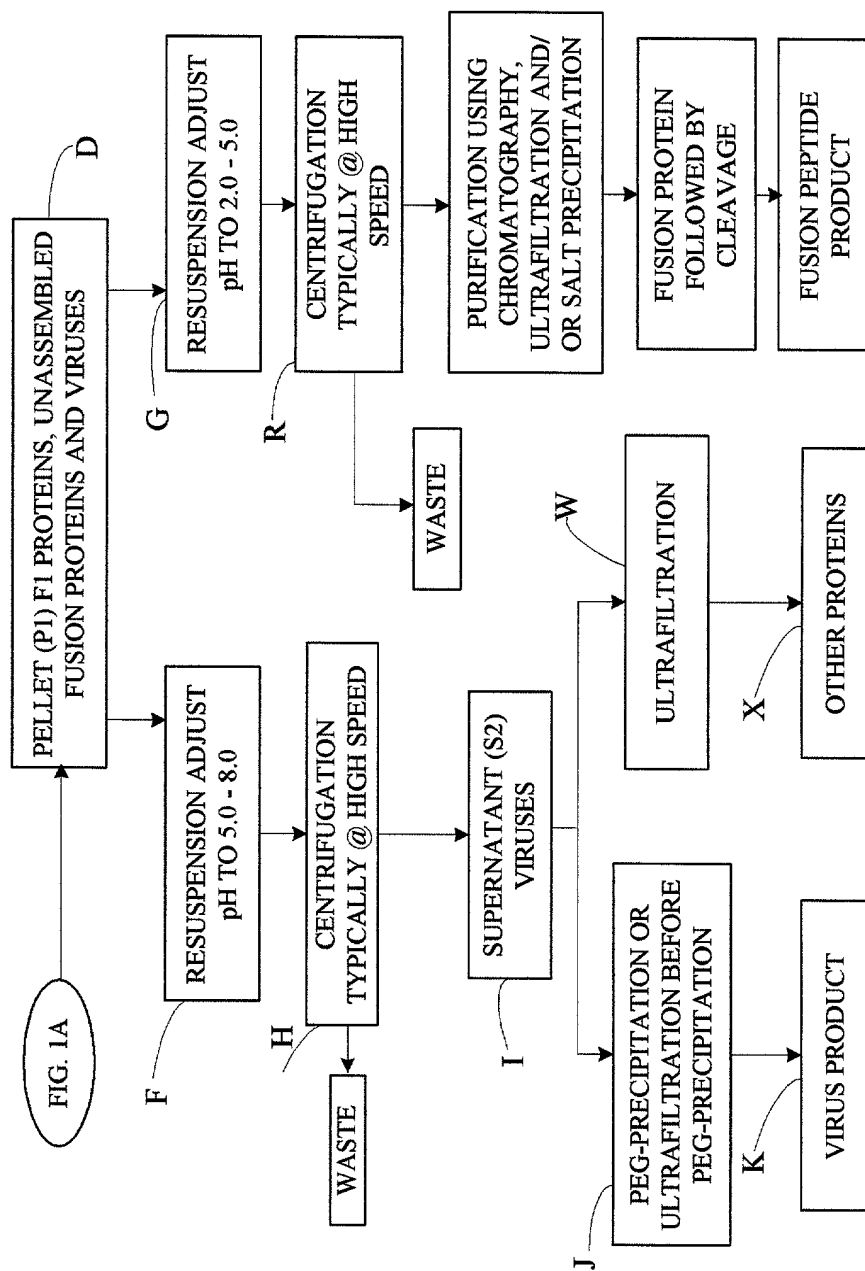 FIG. 1A
PELLET (P1) F1 PROTEINS, UNASSEMBLED
FUSION PROTEINS AND VIRUSES
D
F
RESUSPENSION ADJUST
pH TO 5.0 - 8.0
G
RESUSPENSION ADJUST
pH TO 2.0 - 5.0
H
CENTRIFUGATION
TYPICALLY @ HIGH SPEED
WASTE
R
CENTRIFUGATION
TYPICALLY @ HIGH
SPEED
WASTE
I
SUPERNATANT (S2)
VIRUSES
PURIFICATION USING
CHROMATOGRAPHY,
ULTRAFILTRATION AND/
OR SALT PRECIPITATION
J
PEG-PRECIPITATION OR
ULTRAFILTRATION BEFORE
PEG-PRECIPITATION
W
ULTRAFILTRATION
FUSION PROTEIN
FOLLOWED BY
CLEAVAGE
K
VIRUS PRODUCT
X
OTHER PROTEINS
FUSION PEPTIDE
PRODUCT